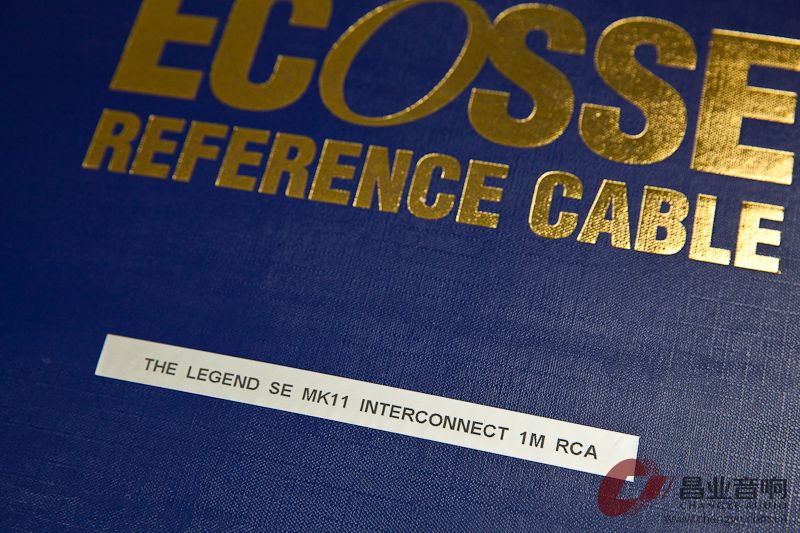 ECOSSE
REFERENCE CABLE
THE LEGEND SE MK11 INTERCONNECT 1M RCA
昌业音响